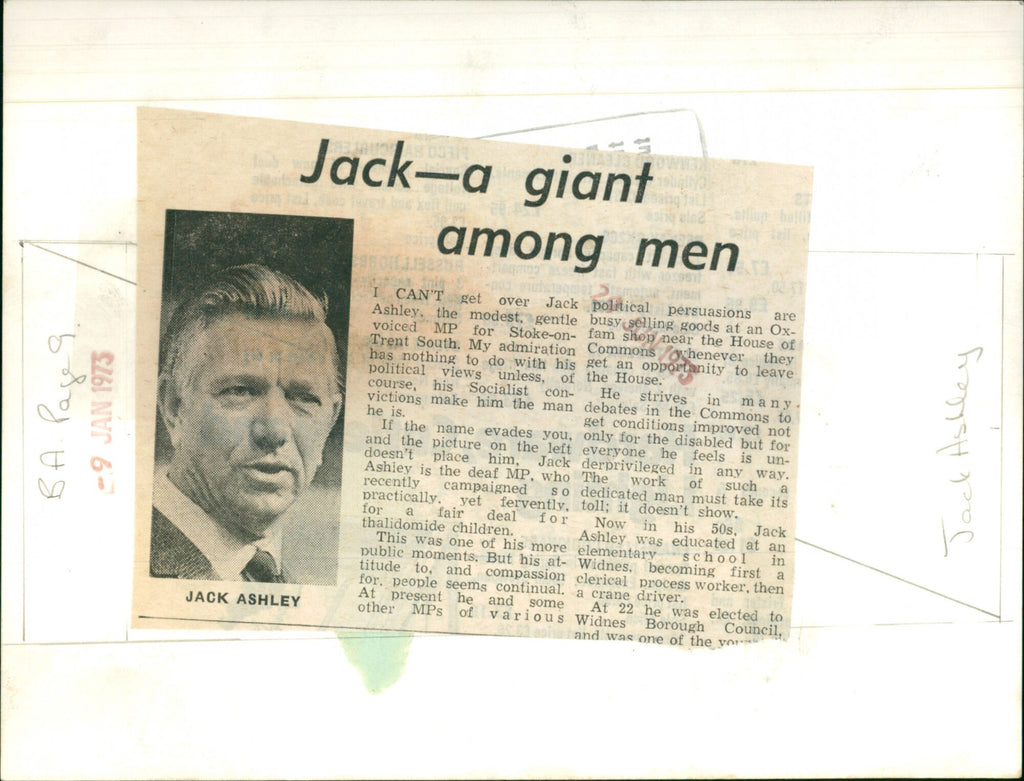 Jack—a giant
among men
I CAN'T get over Jack
Ashley, the modest, gentle
voiced MP for Stoke-on-
Trent South. My admiration
has nothing to do with his
political views unless, of
course, his Socialist con-
victions make him the man
he is.
If the name evades you,
and the picture on the left
doesn't place him, Jack
Ashley is the deaf MP, who
recently campaigned so
practically, yet fervently,
for a fair deal for
thalidomide children.
This was one of his more
public moments. But his at-
titude to, and compassion
for, people seems continual.
At present he and some
other MPs of various
political persuasions are
busy selling goods at an Ox-
fam shop near the House of
Commons whenever they
get an opportunity to leave
the House.
He strives in many
debates in the Commons to
get conditions improved not
only for the disabled but for
everyone he feels is un-
derprivileged in any way.
The work of such a
dedicated man must take its
toll; it doesn't show.
Now in his 50s, Jack
Ashley was educated at an
elementary school in
Widnes, becoming first a
clerical process worker, then
a crane driver.
At 22 he was elected to
Widnes Borough Council,
and was one of the
JACK ASHLEY
JAN 1973
Page 9
JAN 1973
Jack Ashley